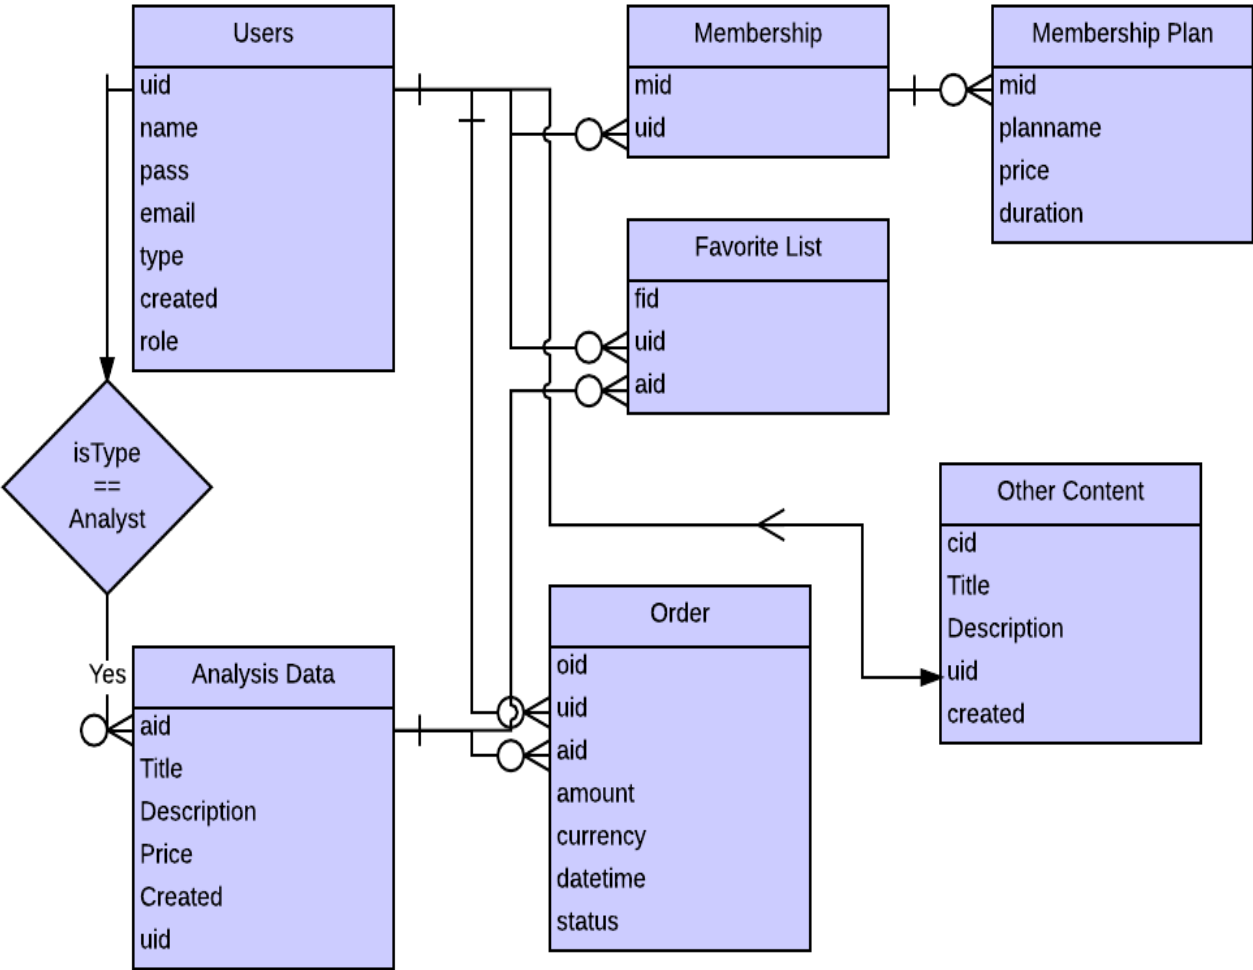 Users
uid
name
pass
email
type
created
role
Membership
mid
uid
Membership Plan
mid
planname
price
duration
Favorite List
fid
uid
aid
isType
==
Analyst
Yes
Other Content
cid
Title
Description
uid
created
Order
oid
uid
aid
amount
currency
datetime
status
Analysis Data
aid
Title
Description
Price
Created
uid